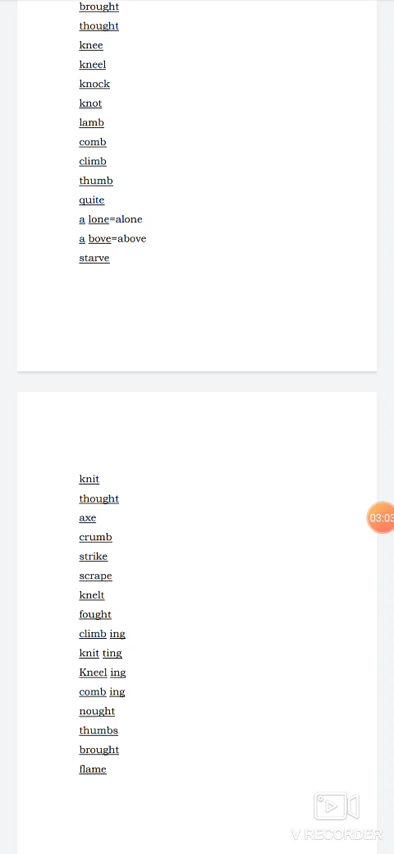 brought
thought
knee
kneel
knock
knot
lamb
comb
climb
thumb
quite
a lone=alone
a bove=above
starve
knit
thought
axe
crumb
strike
scrape
knelt
fought
climb ing
knit ting
Kneel ing
comb ing
nought
thumbs
brought
flame
03:03
V RECORDER